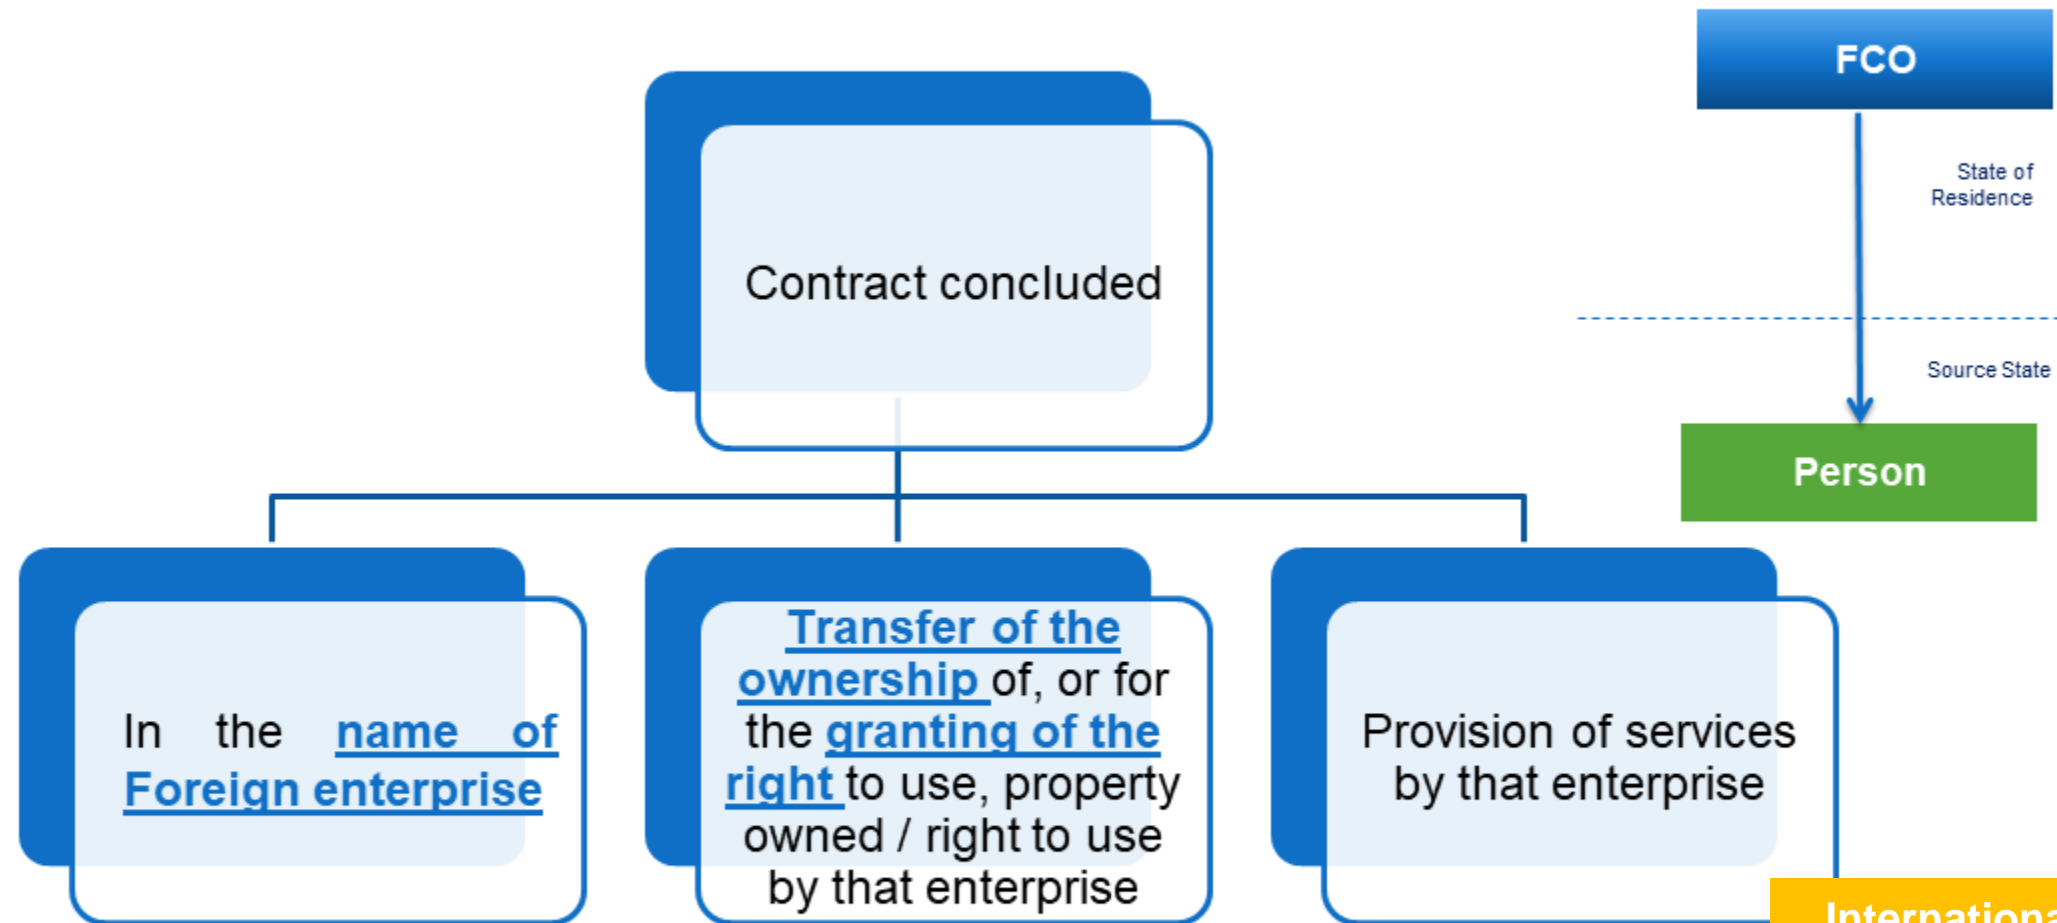 FCO
State of
Residence
Contract concluded
Source State
Person
In the name of
Foreign enterprise
Transfer of the
ownership of, or for
the granting of the
right to use, property
owned / right to use
by that enterprise
Provision of services
by that enterprise